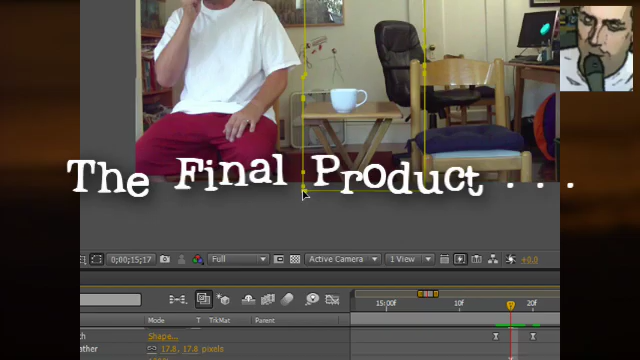 The Final Product . . .
0;00;15;17 Full Active Camera 1 View +0.0
15:00f 10f 20f
Mode T TrkMat Parent
Shape...
ather 17.8, 17.8 pixels